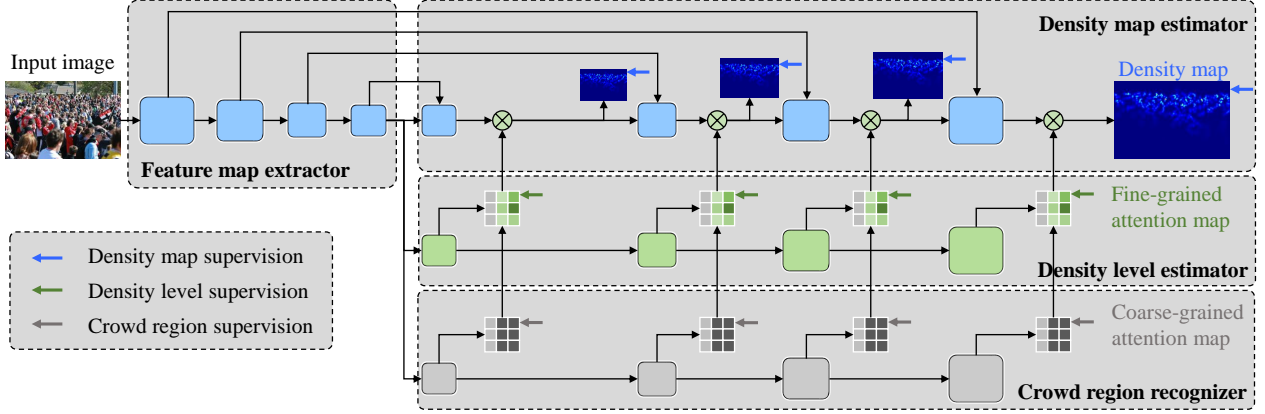 Density map estimator
Input image
Density map
Feature map extractor
Fine-grained
attention map
Density level estimator
Density map supervision
Density level supervision
Crowd region supervision
Coarse-grained
attention map
Crowd region recognizer